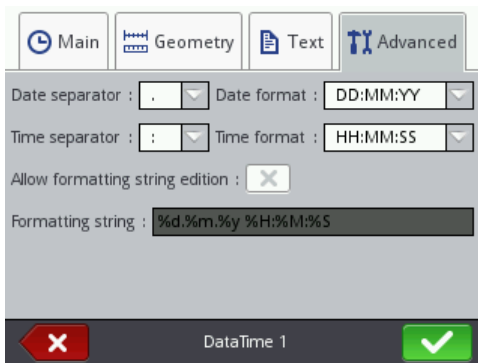 Main Geometry Text Advanced
Date separator : . Date format : DD:MM:YY
Time separator : : Time format : HH:MM:SS
Allow formatting string edition :
Formatting string : %d.%m.%y %H:%M:%S
DataTime 1